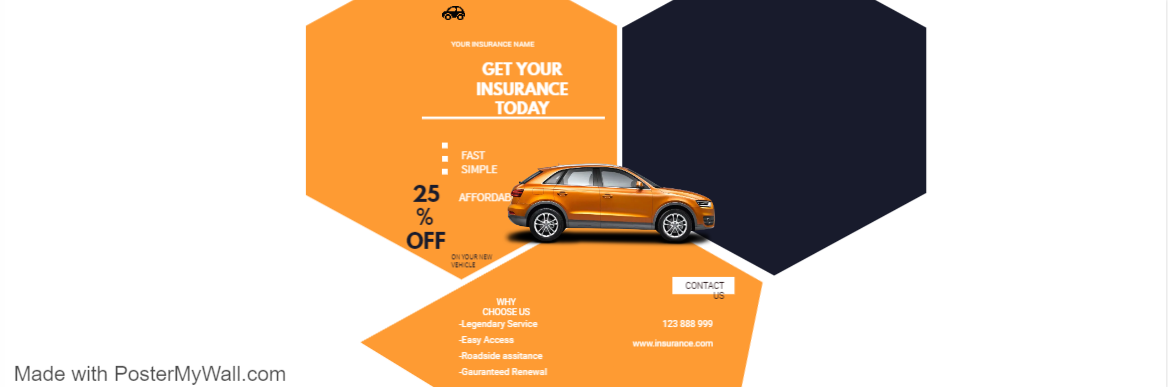 YOUR INSURANCE NAME
GET YOUR
INSURANCE
TODAY
FAST
SIMPLE
AFFORDAB
25
%
OFF
ON YOUR NEW
VEHICLE
CONTACT
US
WHY
CHOOSE US
-Legendary Service
-Easy Access
-Roadside assitance
-Gauranteed Renewal
123 888 999
www.insurance.com
Made with PosterMyWall.com